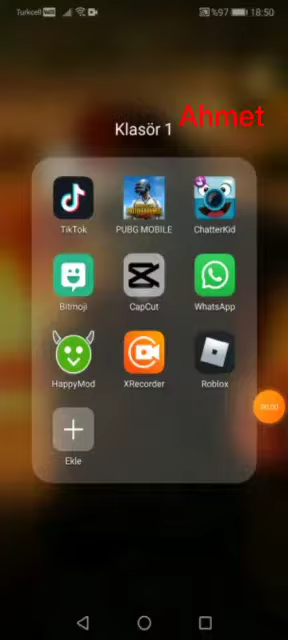 Turkcell %97 18:50
Ahmet
Klasör 1
TikTok PUBG MOBILE ChatterKid
Bitmoji CapCut WhatsApp
HappyMod XRecorder Roblox
00:00
Ekle